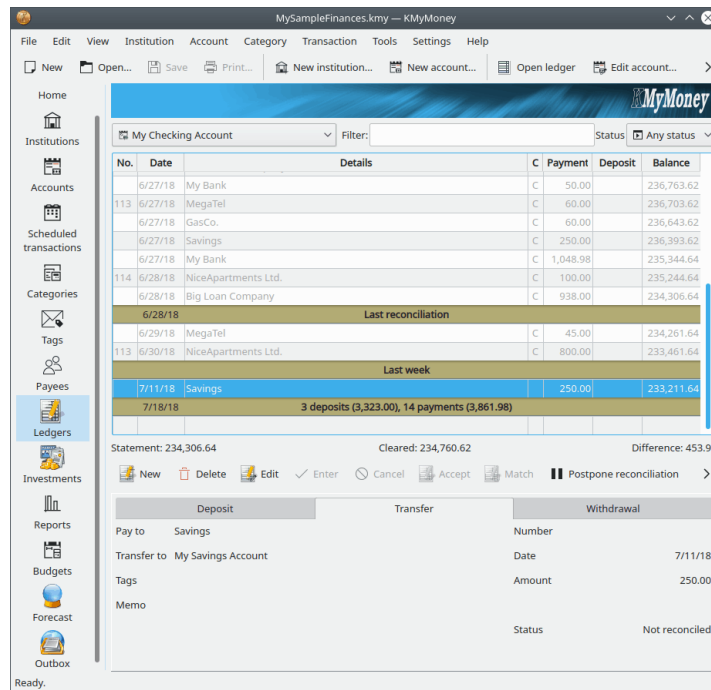 MySampleFinances.kmy — KMyMoney
File Edit View Institution Account Category Transaction Tools Settings Help
New Open... Save Print... New institution... New account... Open ledger Edit account...
Home
Institutions
Accounts
Scheduled
transactions
Categories
Tags
Payees
Ledgers
Investments
Reports
Budgets
Forecast
Outbox
KMyMoney
My Checking Account Filter: Status Any status
No. Date Details C Payment Deposit Balance
6/27/18 My Bank C 50.00 236,763.62
113 6/27/18 MegaTel C 60.00 236,703.62
6/27/18 GasCo. C 60.00 236,643.62
6/27/18 Savings C 250.00 236,393.62
6/27/18 My Bank C 1,048.98 235,344.64
114 6/28/18 NiceApartments Ltd. C 100.00 235,244.64
6/28/18 Big Loan Company C 938.00 234,306.64
6/28/18 Last reconciliation
6/29/18 MegaTel C 45.00 234,261.64
113 6/30/18 NiceApartments Ltd. C 800.00 233,461.64
Last week
7/11/18 Savings 250.00 233,211.64
7/18/18 3 deposits (3,323.00), 14 payments (3,861.98)
Statement: 234,306.64 Cleared: 234,760.62 Difference: 453.9
New Delete Edit Enter Cancel Accept Match Postpone reconciliation
Deposit Transfer Withdrawal
Pay to Savings Number
Transfer to My Savings Account Date 7/11/18
Tags Amount 250.00
Memo
Status Not reconciled
Ready.